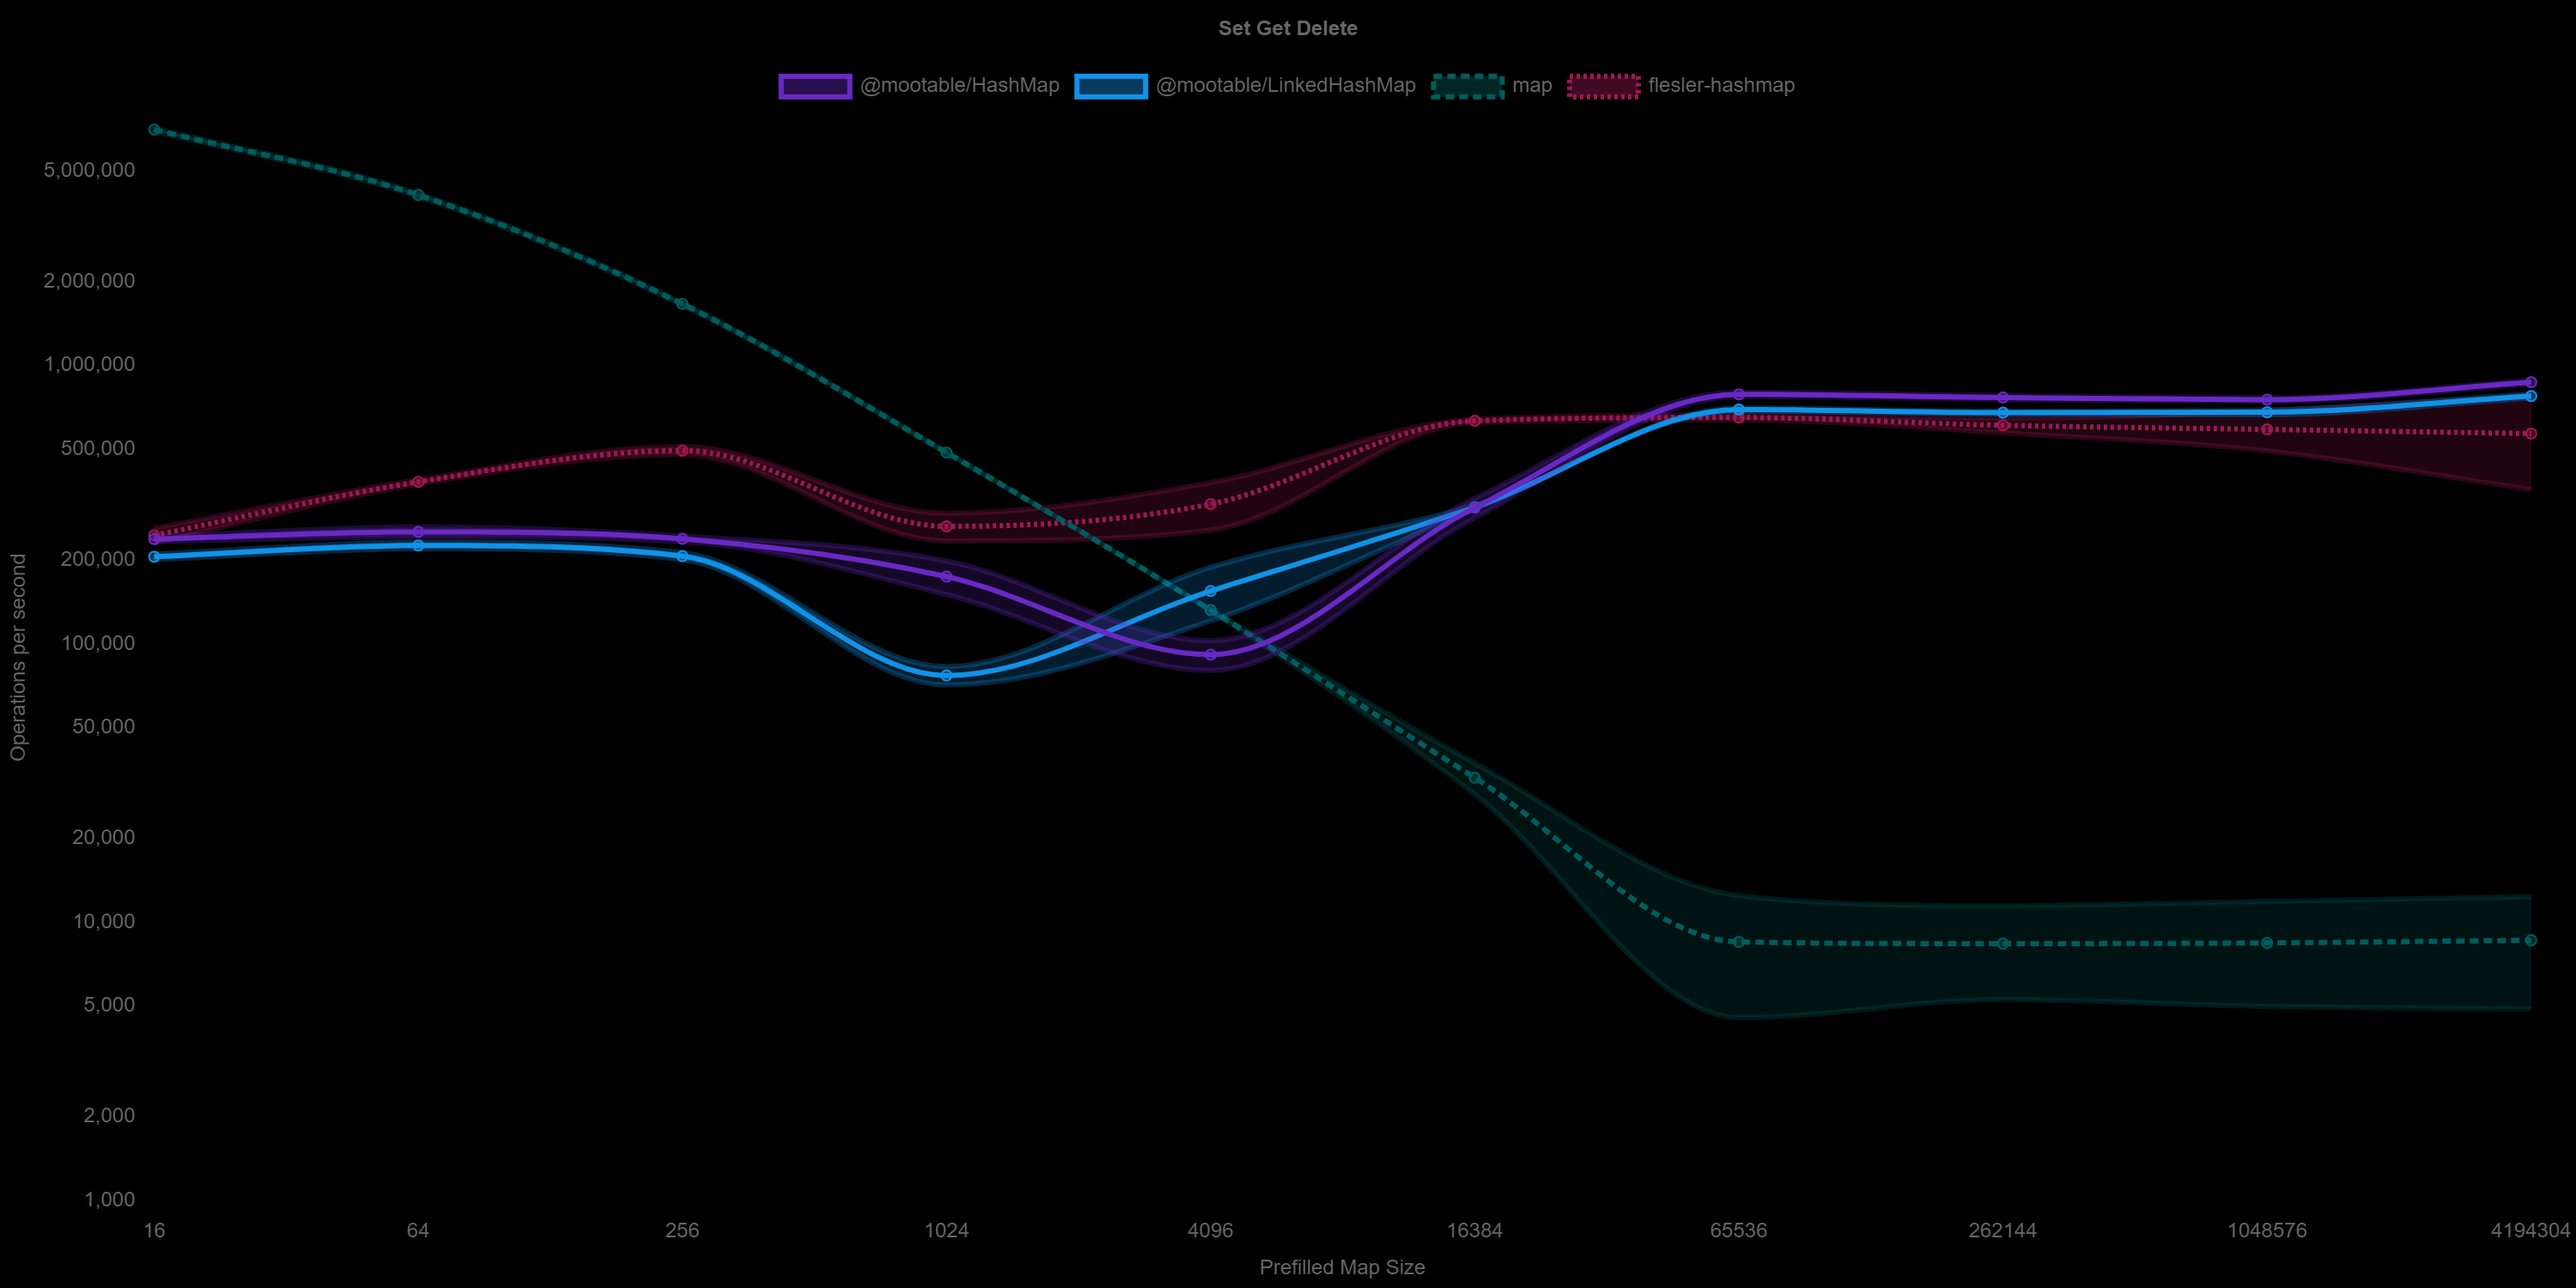 Set Get Delete
@mootable/HashMap @mootable/LinkedHashMap map flesler-hashmap
5,000,000
2,000,000
1,000,000
500,000
200,000
100,000
50,000
20,000
10,000
5,000
2,000
1,000
Operations per second
16 64 256 1024 4096 16384 65536 262144 1048576 4194304
Prefilled Map Size